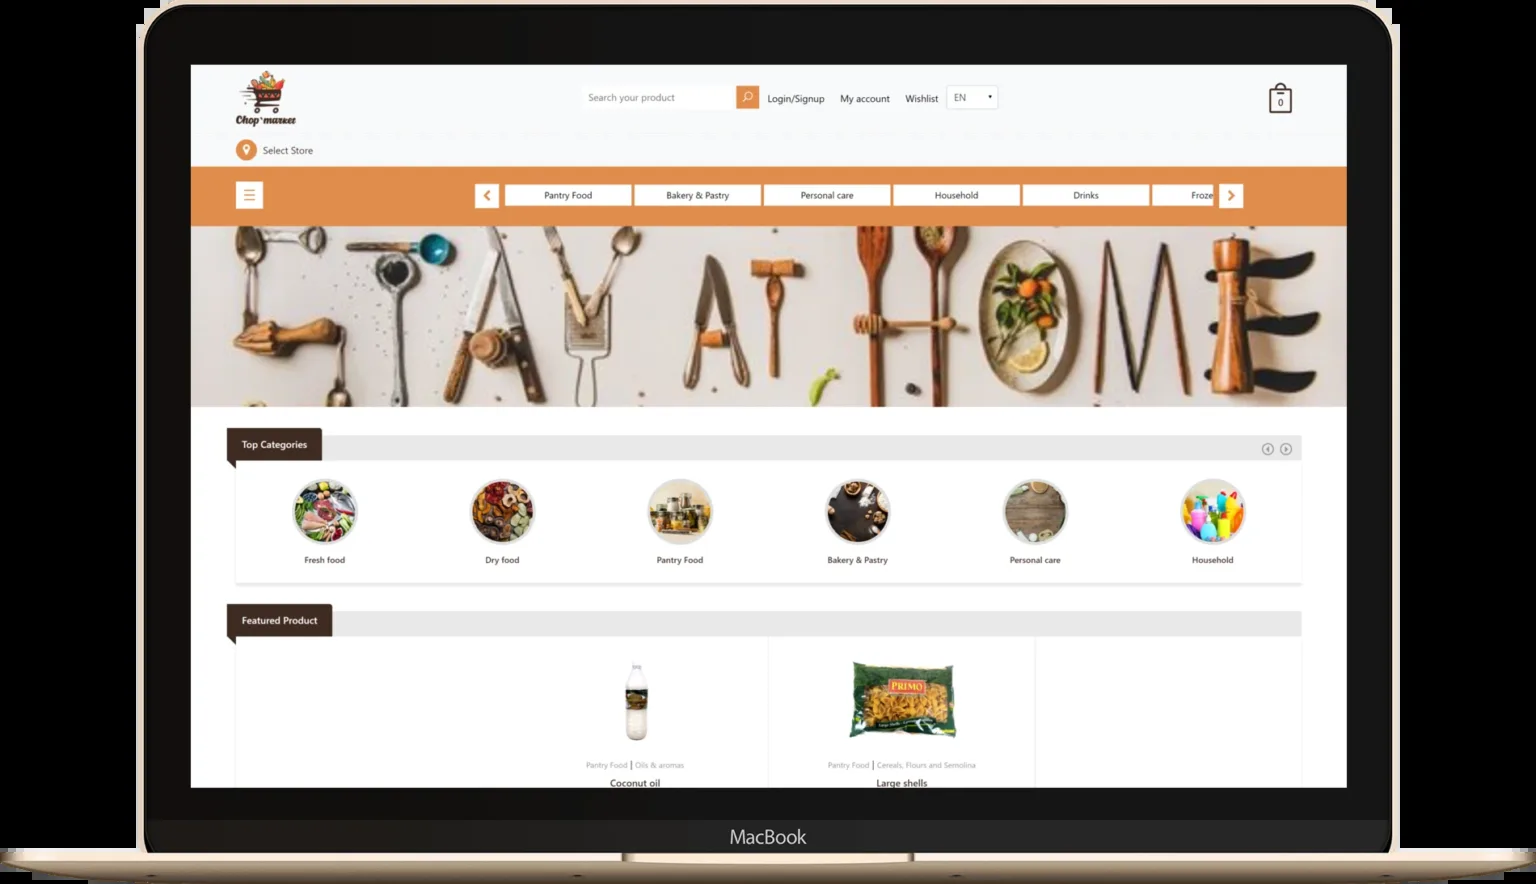 Chop'market
Search your product
Login/Signup
My account
Wishlist
EN
0
Select Store
Pantry Food
Bakery & Pastry
Personal care
Household
Drinks
Froze
STAY AT HOME
Top Categories
Fresh food
Dry food
Pantry Food
Bakery & Pastry
Personal care
Household
Featured Product
PRIMO
Pantry Food | Oils & aromas
Pantry Food | Cereals, Flours and Semolina
Coconut oil
Large shells
MacBook